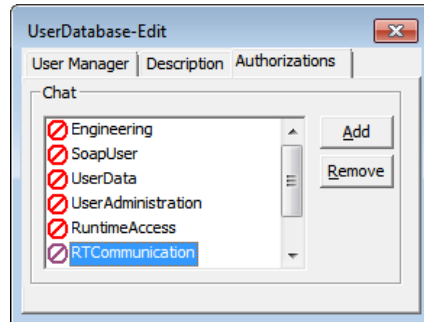 UserDatabase-Edit
User Manager Description Authorizations
Chat
Engineering
SoapUser
UserData
UserAdministration
RuntimeAccess
RTCommunication
Add
Remove